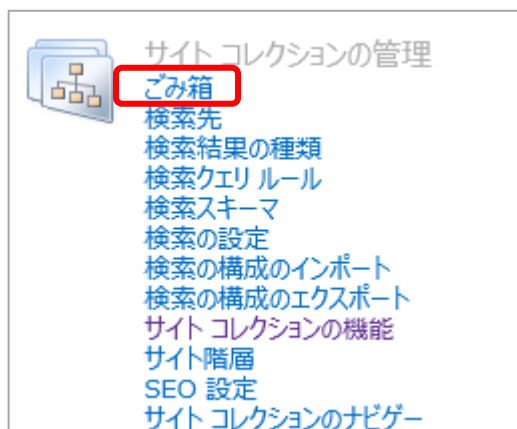 サイト コレクションの管理
ごみ箱
検索先
検索結果の種類
検索クエリ ルール
検索スキーマ
検索の設定
検索の構成のインポート
検索の構成のエクスポート
サイト コレクションの機能
サイト階層
SEO 設定
サイト コレクションのナビゲー